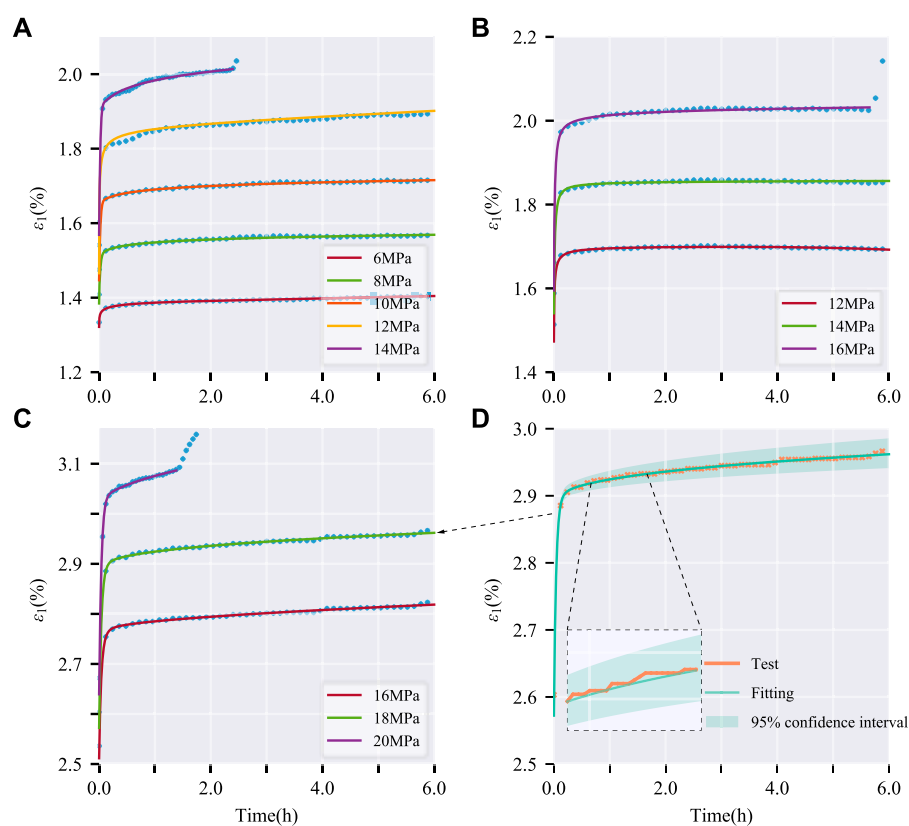 A
B
2.0
1.8
1.6
1.4
1.2
ε1(%)
6MPa
8MPa
10MPa
12MPa
14MPa
0.0
2.0
4.0
6.0
2.2
2.0
1.8
1.6
1.4
ε1(%)
12MPa
14MPa
16MPa
0.0
2.0
4.0
6.0
C
D
3.1
2.9
2.7
2.5
ε1(%)
16MPa
18MPa
20MPa
0.0
2.0
4.0
6.0
Time(h)
3.0
2.9
2.8
2.7
2.6
2.5
ε1(%)
Test
Fitting
95% confidence interval
0.0
2.0
4.0
6.0
Time(h)